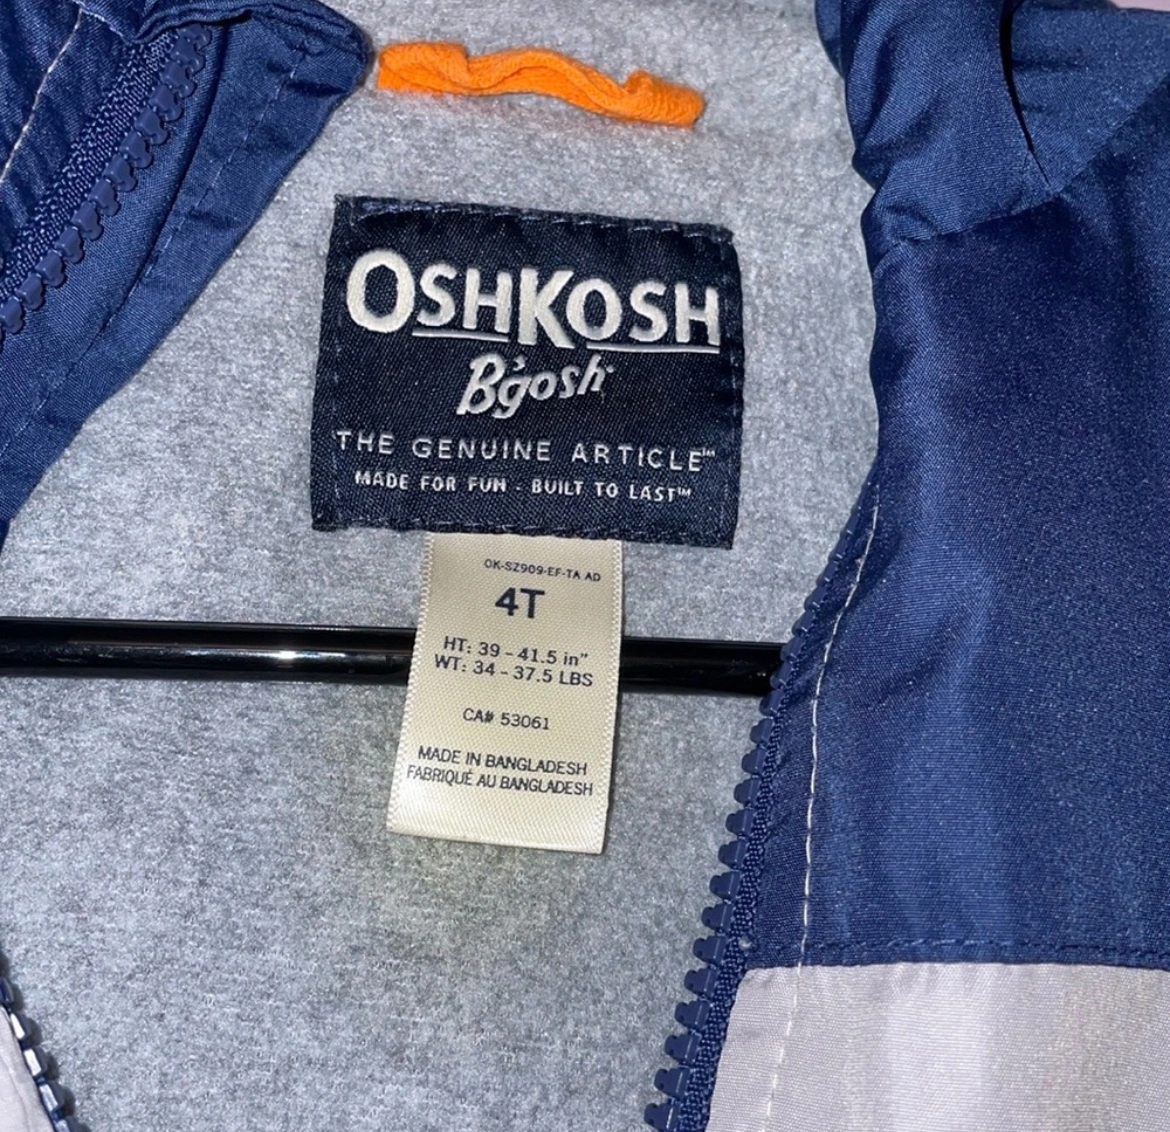 OSHKOSH
B'gosh
THE GENUINE ARTICLE™
MADE FOR FUN - BUILT TO LAST™
OK-SZ909-EF-TA AD
4T
HT: 39 - 41.5 in"
WT: 34 - 37.5 LBS
CA# 53061
MADE IN BANGLADESH
FABRIQUÉ AU BANGLADESH